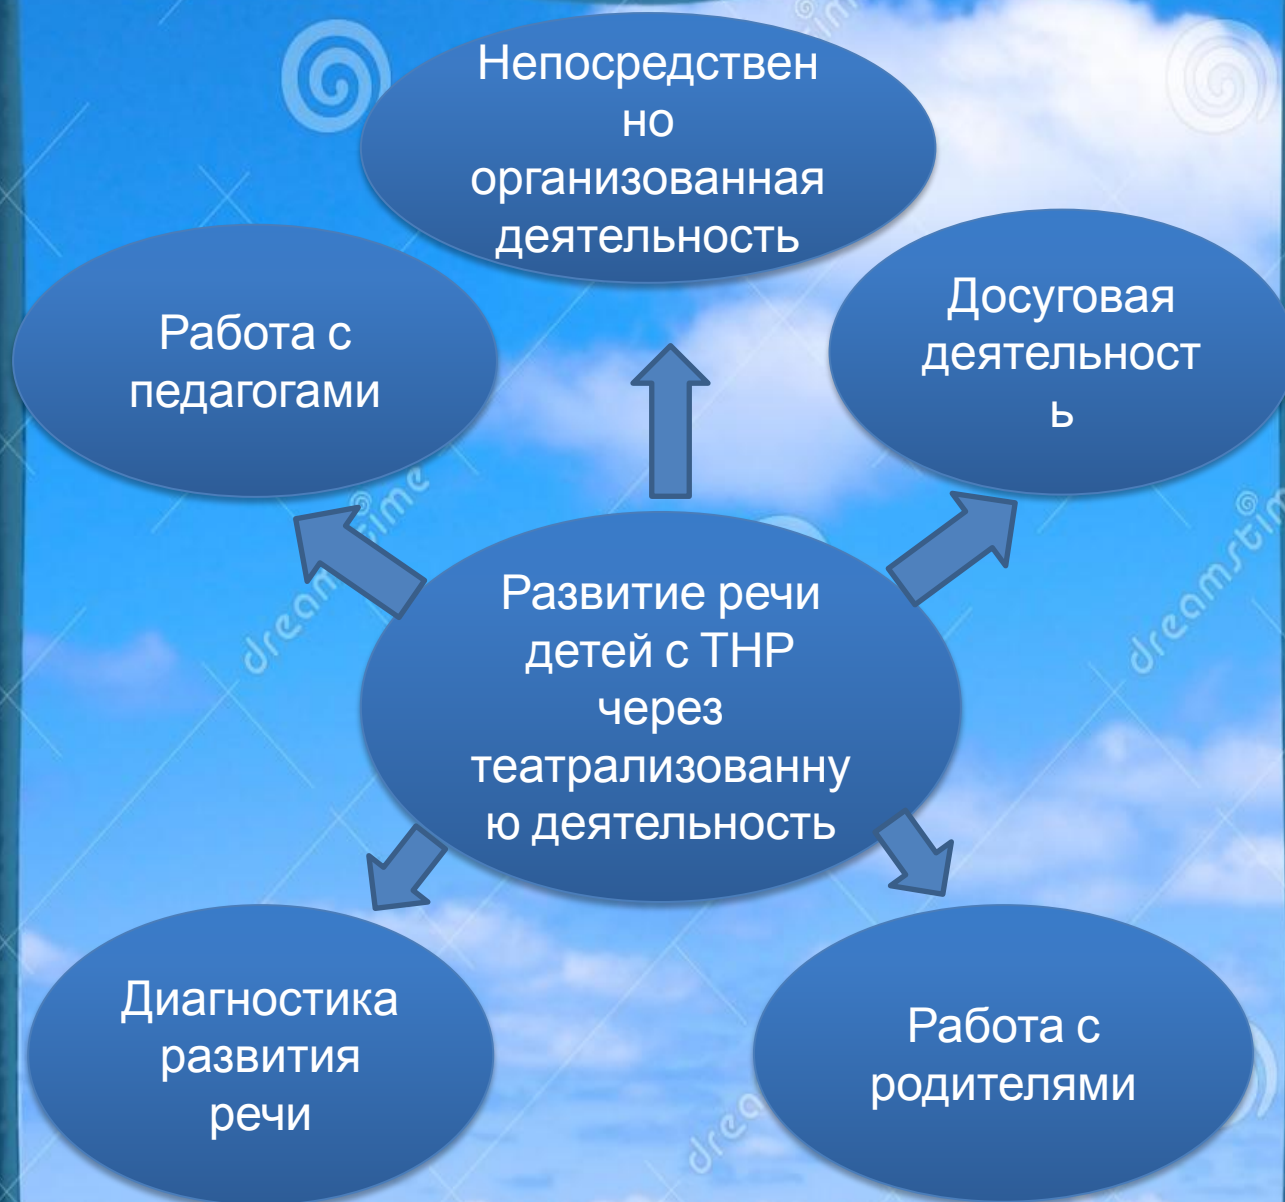 Непосредствен
но
организованная
деятельность
Работа с
педагогами
Досуговая
деятельност
ь
Развитие речи
детей с ТНР
через
театрализованну
ю деятельность
Диагностика
развития
речи
Работа с
родителями
dreamstime